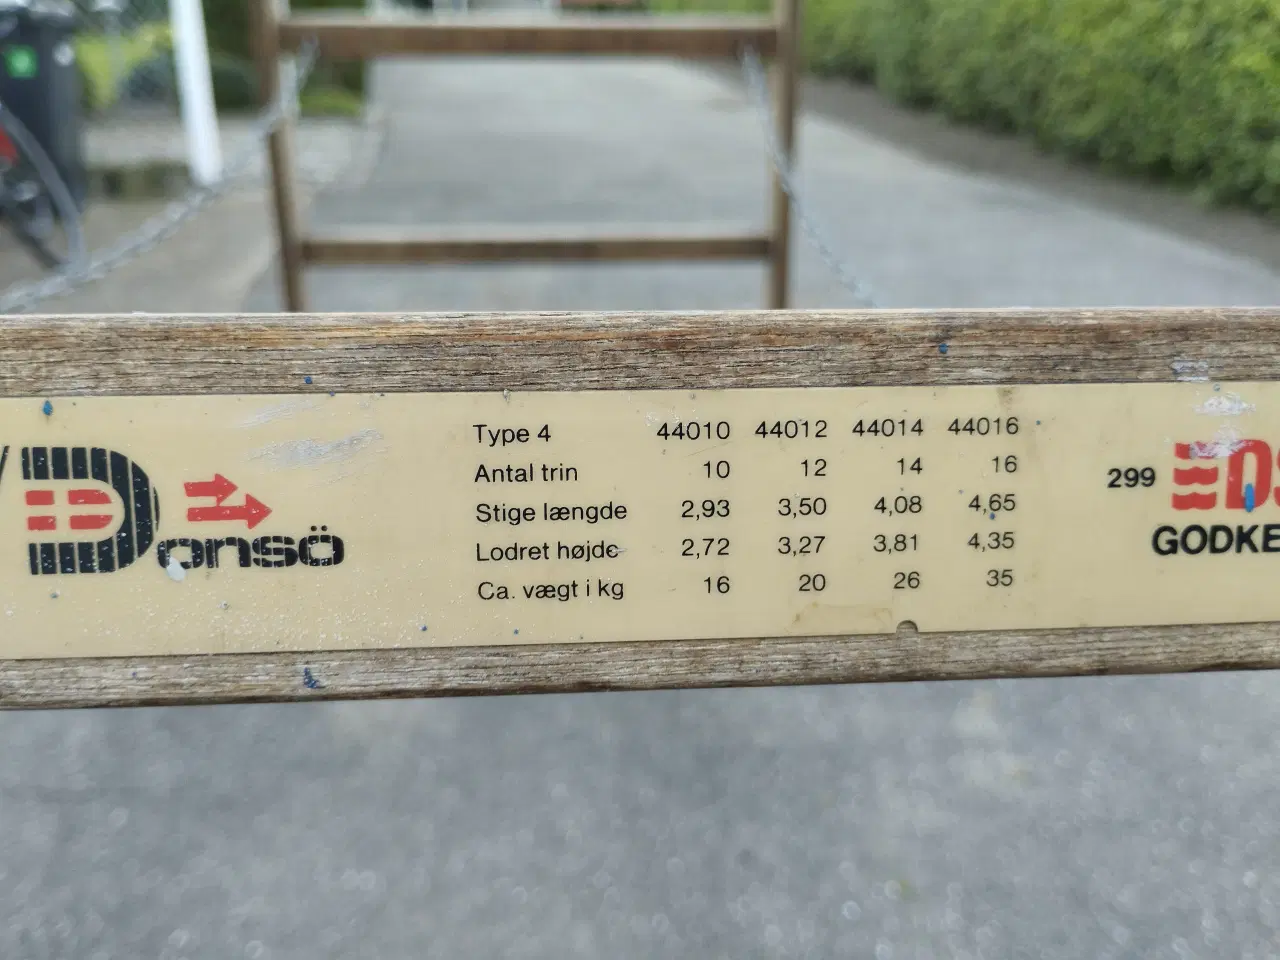 Donsö
Type 4 44010 44012 44014 44016
Antal trin 10 12 14 16
Stige længde 2,93 3,50 4,08 4,65
Lodret højde 2,72 3,27 3,81 4,35
Ca. vægt i kg 16 20 26 35
299
GODKE